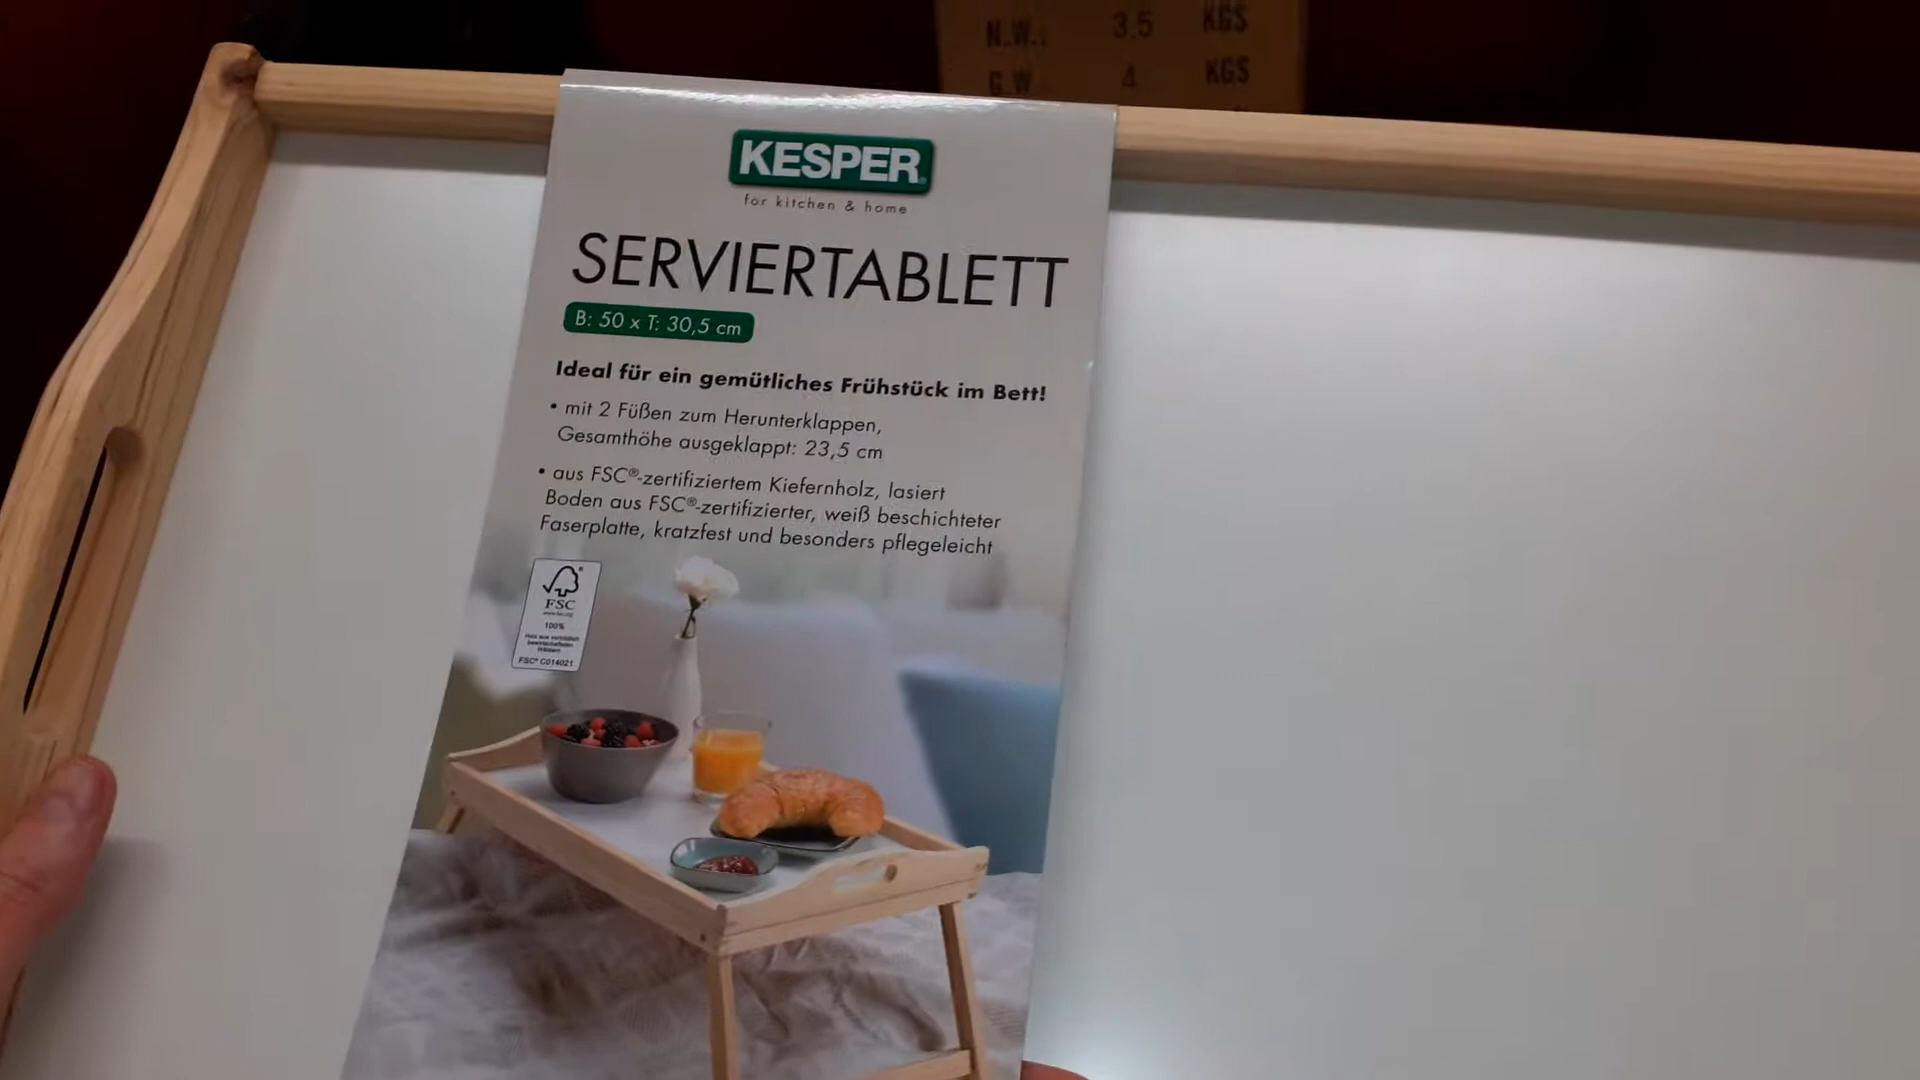 N.W.: 3.5 KGS
G.W 4 KGS
KESPER
for kitchen & home
SERVIERTABLETT
B: 50 x T: 30,5 cm
Ideal für ein gemütliches Frühstück im Bett!
• mit 2 Füßen zum Herunterklappen,
Gesamthöhe ausgeklappt: 23,5 cm
• aus FSC®-zertifiziertem Kiefernholz, lasiert
Boden aus FSC®-zertifizierter, weiß beschichteter
Faserplatte, kratzfest und besonders pflegeleicht
FSC
100%
FSC® C014021